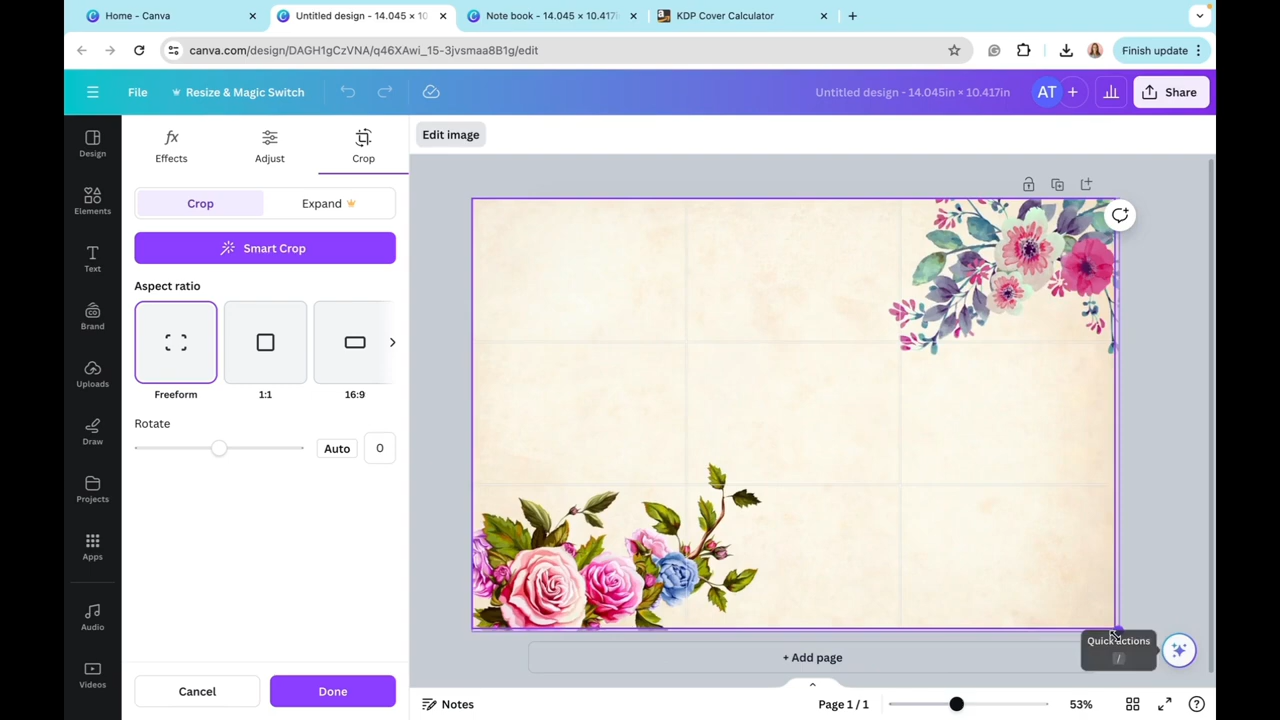 Home - Canva
Untitled design - 14.045 × 10
Note book - 14.045 × 10.417i
KDP Cover Calculator
canva.com/design/DAGH1gCzVNA/q46XAwi_15-3jvsmaa8B1g/edit
Finish update
File
Resize & Magic Switch
Untitled design - 14.045in × 10.417in
AT
Share
Design
Elements
Text
Brand
Uploads
Draw
Projects
Apps
Audio
Videos
Effects
Adjust
Crop
Edit image
Crop
Expand
Smart Crop
Aspect ratio
Freeform
1:1
16:9
Rotate
Auto
0
Cancel
Done
Quick actions
/
+ Add page
Notes
Page 1 / 1
53%